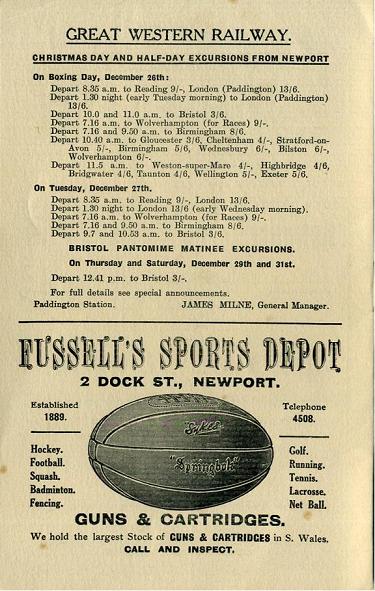 GREAT WESTERN RAILWAY.
CHRISTMAS DAY AND HALF-DAY EXCURSIONS FROM NEWPORT
On Boxing Day, December 26th:
Depart 8.35 a.m. to Reading 9/-, London (Paddington) 13/6.
Depart 1.30 night (early Tuesday morning) to London (Paddington)
13/6.
Depart 10.0 and 11.0 a.m. to Bristol 3/6.
Depart 7.16 a.m. to Wolverhampton (for Races) 9/-.
Depart 7.16 and 9.50 a.m. to Birmingham 8/6.
Depart 10.40 a.m. to Gloucester 3/6, Cheltenham 4/-, Stratford-on-
Avon 5/-, Birmingham 5/6, Wednesbury 6/-, Bilston 6/-,
Wolverhampton 6/-.
Depart 11.5 a.m. to Weston-super-Mare 4/-, Highbridge 4/6,
Bridgwater 4/6, Taunton 4/6, Wellington 5/-, Exeter 5/6.
On Tuesday, December 27th.
Depart 8.35 a.m. to Reading 9/-, London 13/6.
Depart 1.30 night to London 13/6 (early Wednesday morning).
Depart 7.16 a.m. to Wolverhampton (for Races) 9/-.
Depart 7.16 and 9.50 a.m. to Birmingham 8/6.
Depart 9.7 and 10.53 a.m. to Bristol 3/6.
BRISTOL PANTOMIME MATINEE EXCURSIONS.
On Thursday and Saturday, December 29th and 31st.
Depart 12.41 p.m. to Bristol 3/-.
For full details see special announcements.
Paddington Station. JAMES MILNE, General Manager.
FUSSELL'S SPORTS DEPOT
2 DOCK ST., NEWPORT.
Established
1889.
Telephone
4508.
Sykes
"Springbok"
Hockey.
Football.
Squash.
Badminton.
Fencing.
Golf.
Running.
Tennis.
Lacrosse.
Net Ball.
GUNS & CARTRIDGES.
We hold the largest Stock of GUNS & CARTRIDGES in S. Wales.
CALL AND INSPECT.